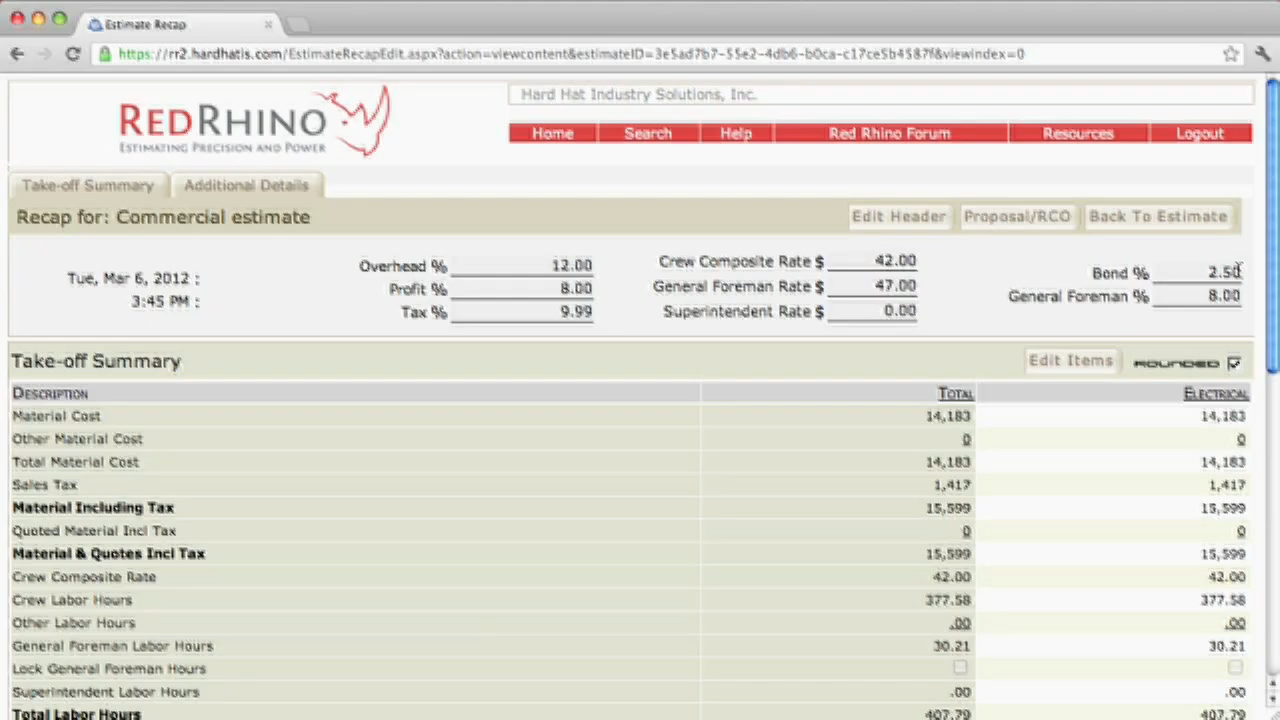 Estimate Recap
https://rr2.hardhatis.com/EstimateRecapEdit.aspx?action=viewcontent&estimateID=3e5ad7b7-55e2-4db6-b0ca-c17ce5b4587f&viewindex=0
REDRHINO
ESTIMATING PRECISION AND POWER
Hard Hat Industry Solutions, Inc.
Home Search Help Red Rhino Forum Resources Logout
Take-off Summary Additional Details
Recap for: Commercial estimate Edit Header Proposal/RCO Back To Estimate
Tue, Mar 6, 2012 :
3:45 PM :
Overhead % 12.00
Profit % 8.00
Tax % 9.99
Crew Composite Rate $ 42.00
General Foreman Rate $ 47.00
Superintendent Rate $ 0.00
Bond % 2.50
General Foreman % 8.00
Take-off Summary Edit Items ROUNDED
DESCRIPTION TOTAL ELECTRICAL
Material Cost 14,183 14,183
Other Material Cost 0 0
Total Material Cost 14,183 14,183
Sales Tax 1,417 1,417
Material Including Tax 15,599 15,599
Quoted Material Incl Tax 0 0
Material & Quotes Incl Tax 15,599 15,599
Crew Composite Rate 42.00 42.00
Crew Labor Hours 377.58 377.58
Other Labor Hours .00 .00
General Foreman Labor Hours 30.21 30.21
Lock General Foreman Hours
Superintendent Labor Hours .00 .00
Total Labor Hours 407.79 407.79